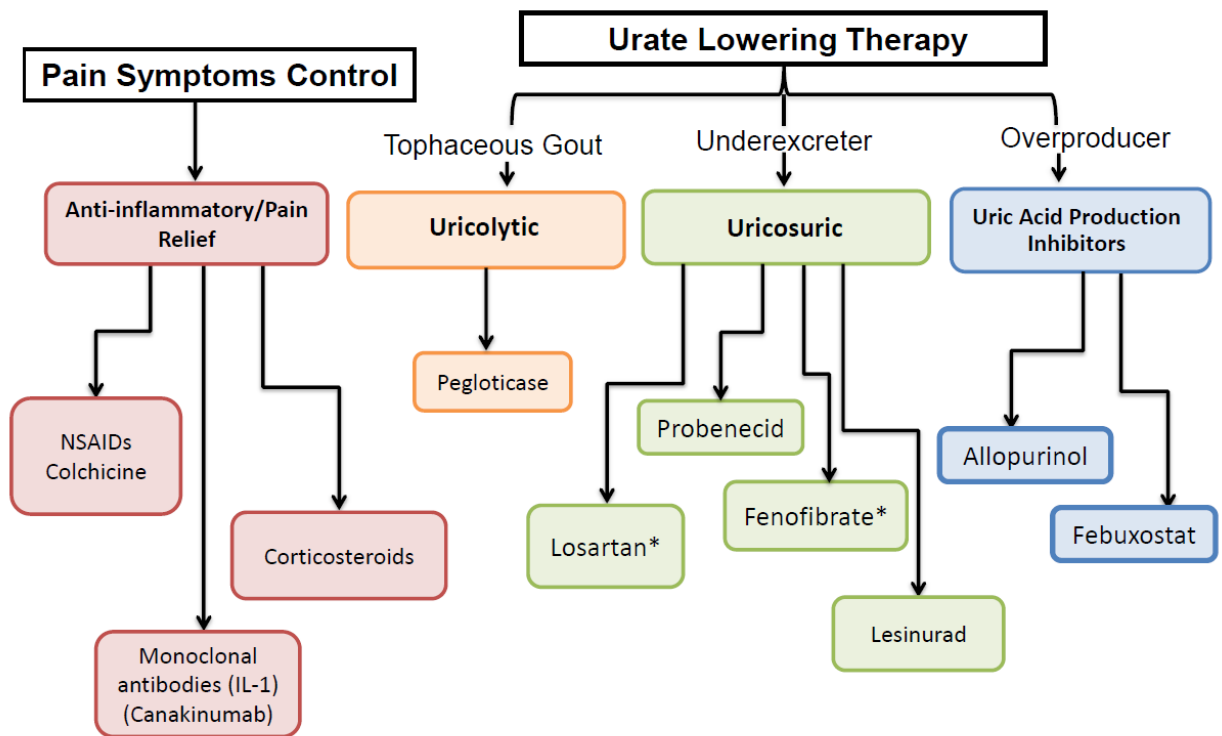 Pain Symptoms Control
Urate Lowering Therapy
Tophaceous Gout
Underexcreter
Overproducer
Anti-inflammatory/Pain
Relief
Uricolytic
Uricosuric
Uric Acid Production
Inhibitors
NSAIDs
Colchicine
Corticosteroids
Monoclonal
antibodies (IL-1)
(Canakinumab)
Pegloticase
Probenecid
Losartan*
Fenofibrate*
Lesinurad
Allopurinol
Febuxostat